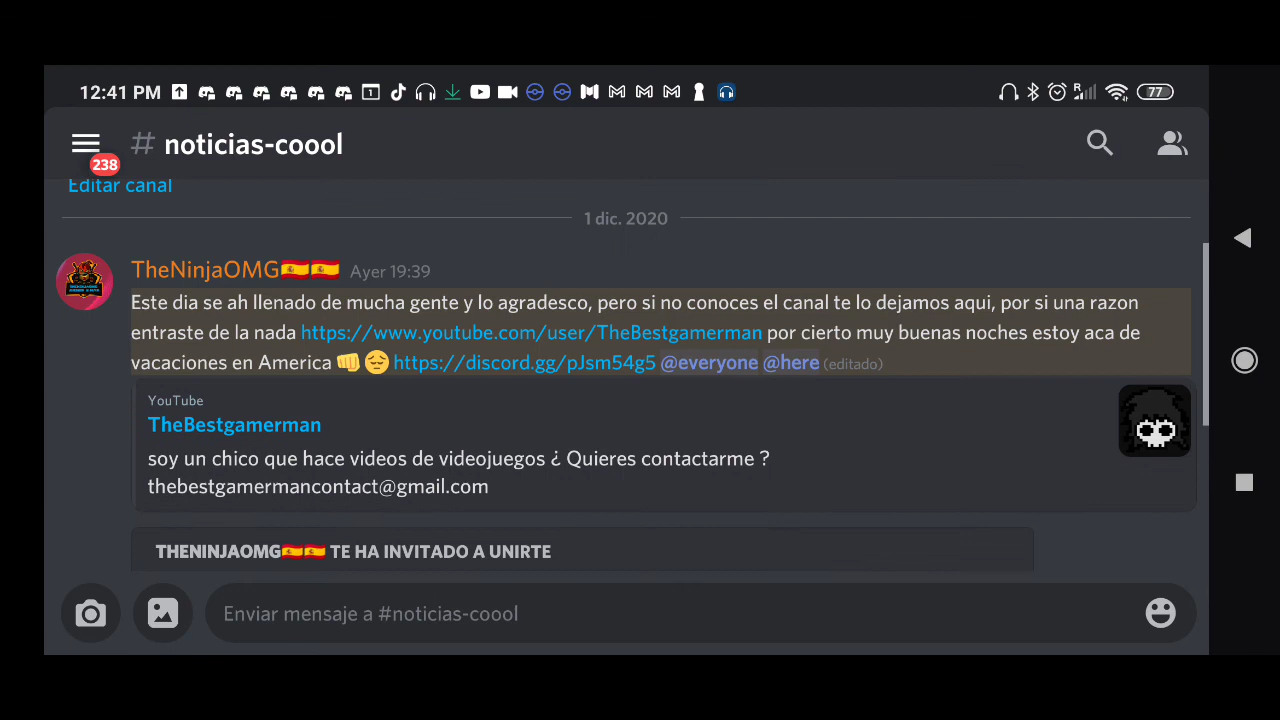 12:41 PM
1
R
77
# noticias-coool
238
Editar canal
1 dic. 2020
TheNinjaOMG🇪🇸🇪🇸 Ayer 19:39
Este dia se ah llenado de mucha gente y lo agradesco, pero si no conoces el canal te lo dejamos aqui, por si una razon
entraste de la nada https://www.youtube.com/user/TheBestgamerman por cierto muy buenas noches estoy aca de
vacaciones en America 👊😔 https://discord.gg/pJsm54g5 @everyone @here (editado)
YouTube
TheBestgamerman
soy un chico que hace videos de videojuegos ¿ Quieres contactarme ?
thebestgamermancontact@gmail.com
THENINJAOMG🇪🇸🇪🇸 TE HA INVITADO A UNIRTE
Enviar mensaje a #noticias-coool